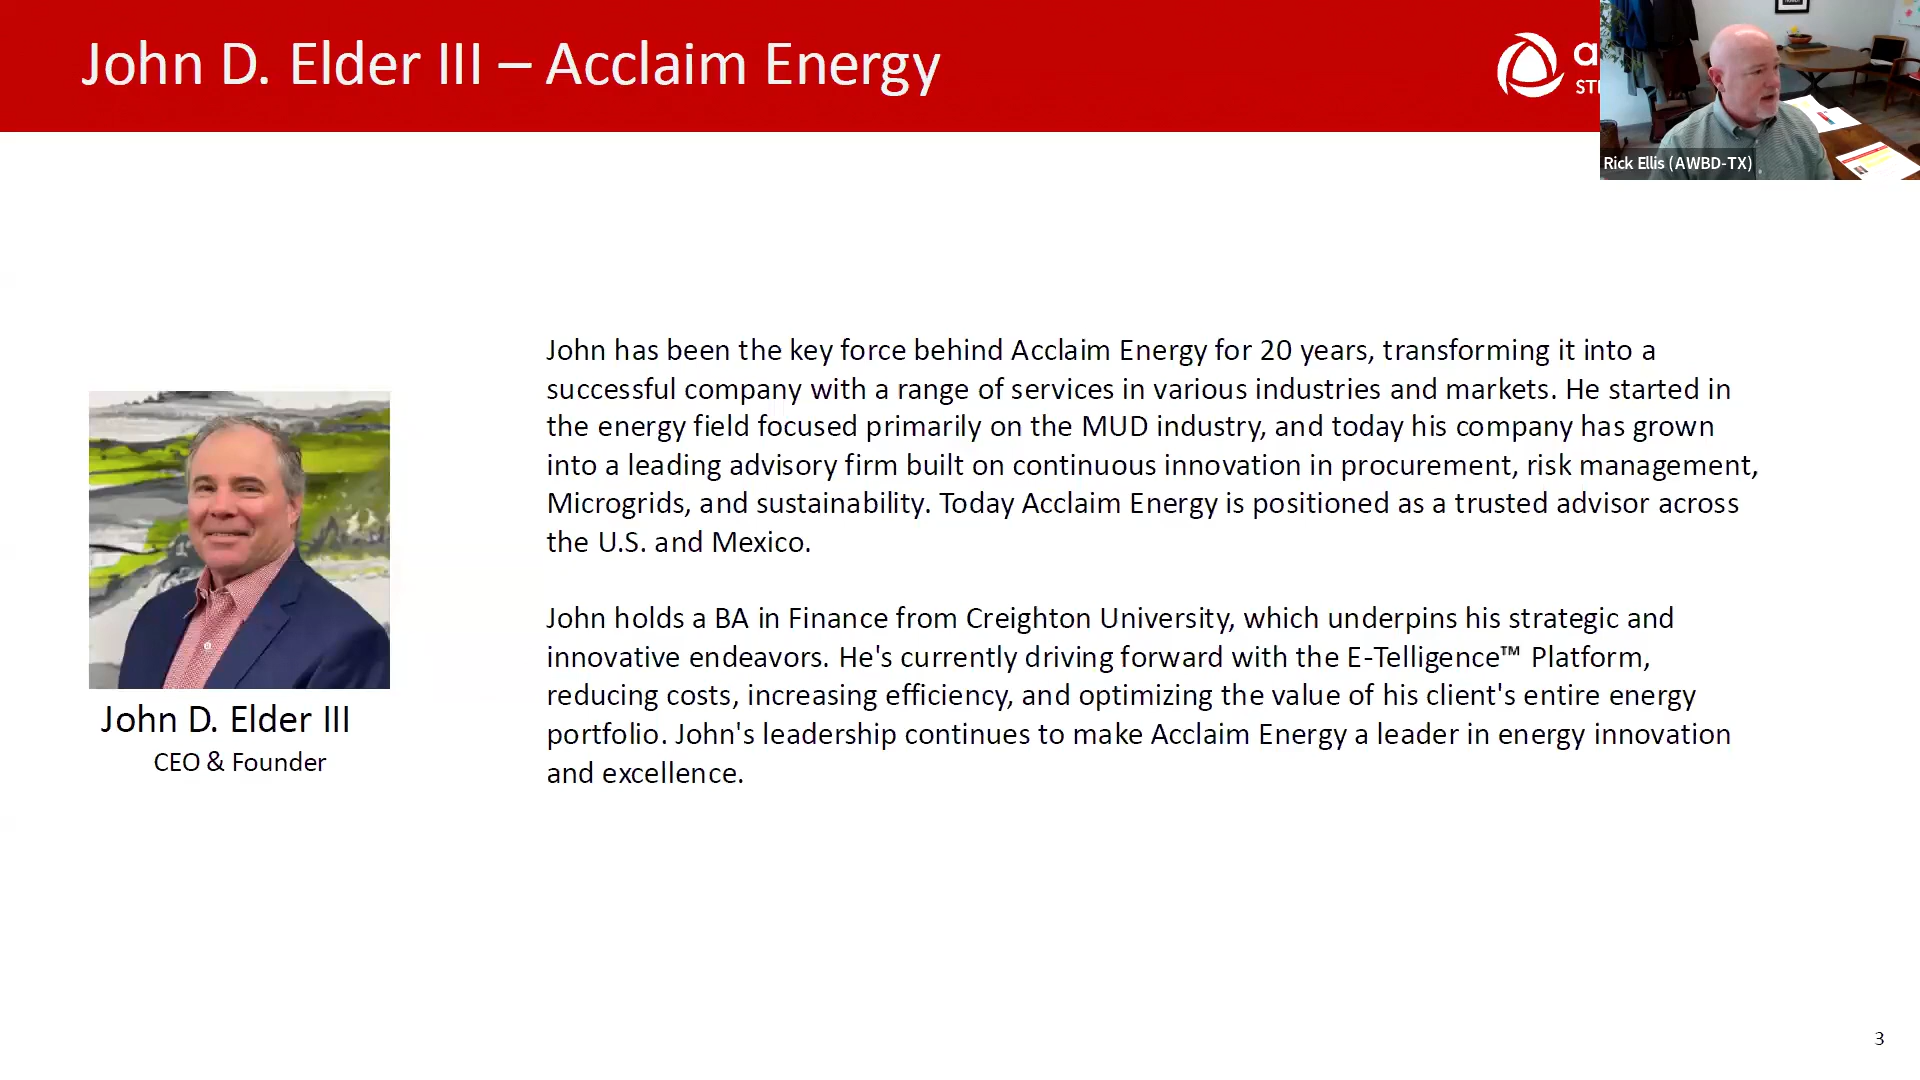 John D. Elder III – Acclaim Energy
Rick Ellis (AWBD-TX)
John has been the key force behind Acclaim Energy for 20 years, transforming it into a
successful company with a range of services in various industries and markets. He started in
the energy field focused primarily on the MUD industry, and today his company has grown
into a leading advisory firm built on continuous innovation in procurement, risk management,
Microgrids, and sustainability. Today Acclaim Energy is positioned as a trusted advisor across
the U.S. and Mexico.
John holds a BA in Finance from Creighton University, which underpins his strategic and
innovative endeavors. He's currently driving forward with the E-Telligence™ Platform,
reducing costs, increasing efficiency, and optimizing the value of his client's entire energy
portfolio. John's leadership continues to make Acclaim Energy a leader in energy innovation
and excellence.
John D. Elder III
CEO & Founder
3